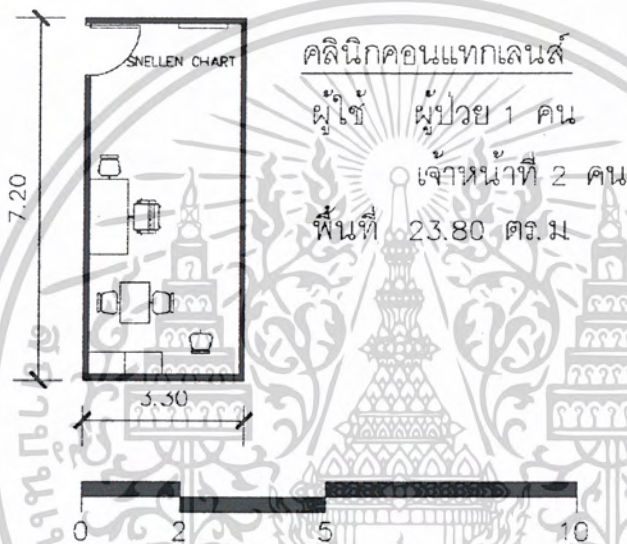 SNELLEN CHART
7.20
3.30
คลินิกคอนแทกเลนส์
ผู้ใช้ ผู้ป่วย 1 คน
เจ้าหน้าที่ 2 คน
พื้นที่ 23.80 ตร.ม
0 2 5 10